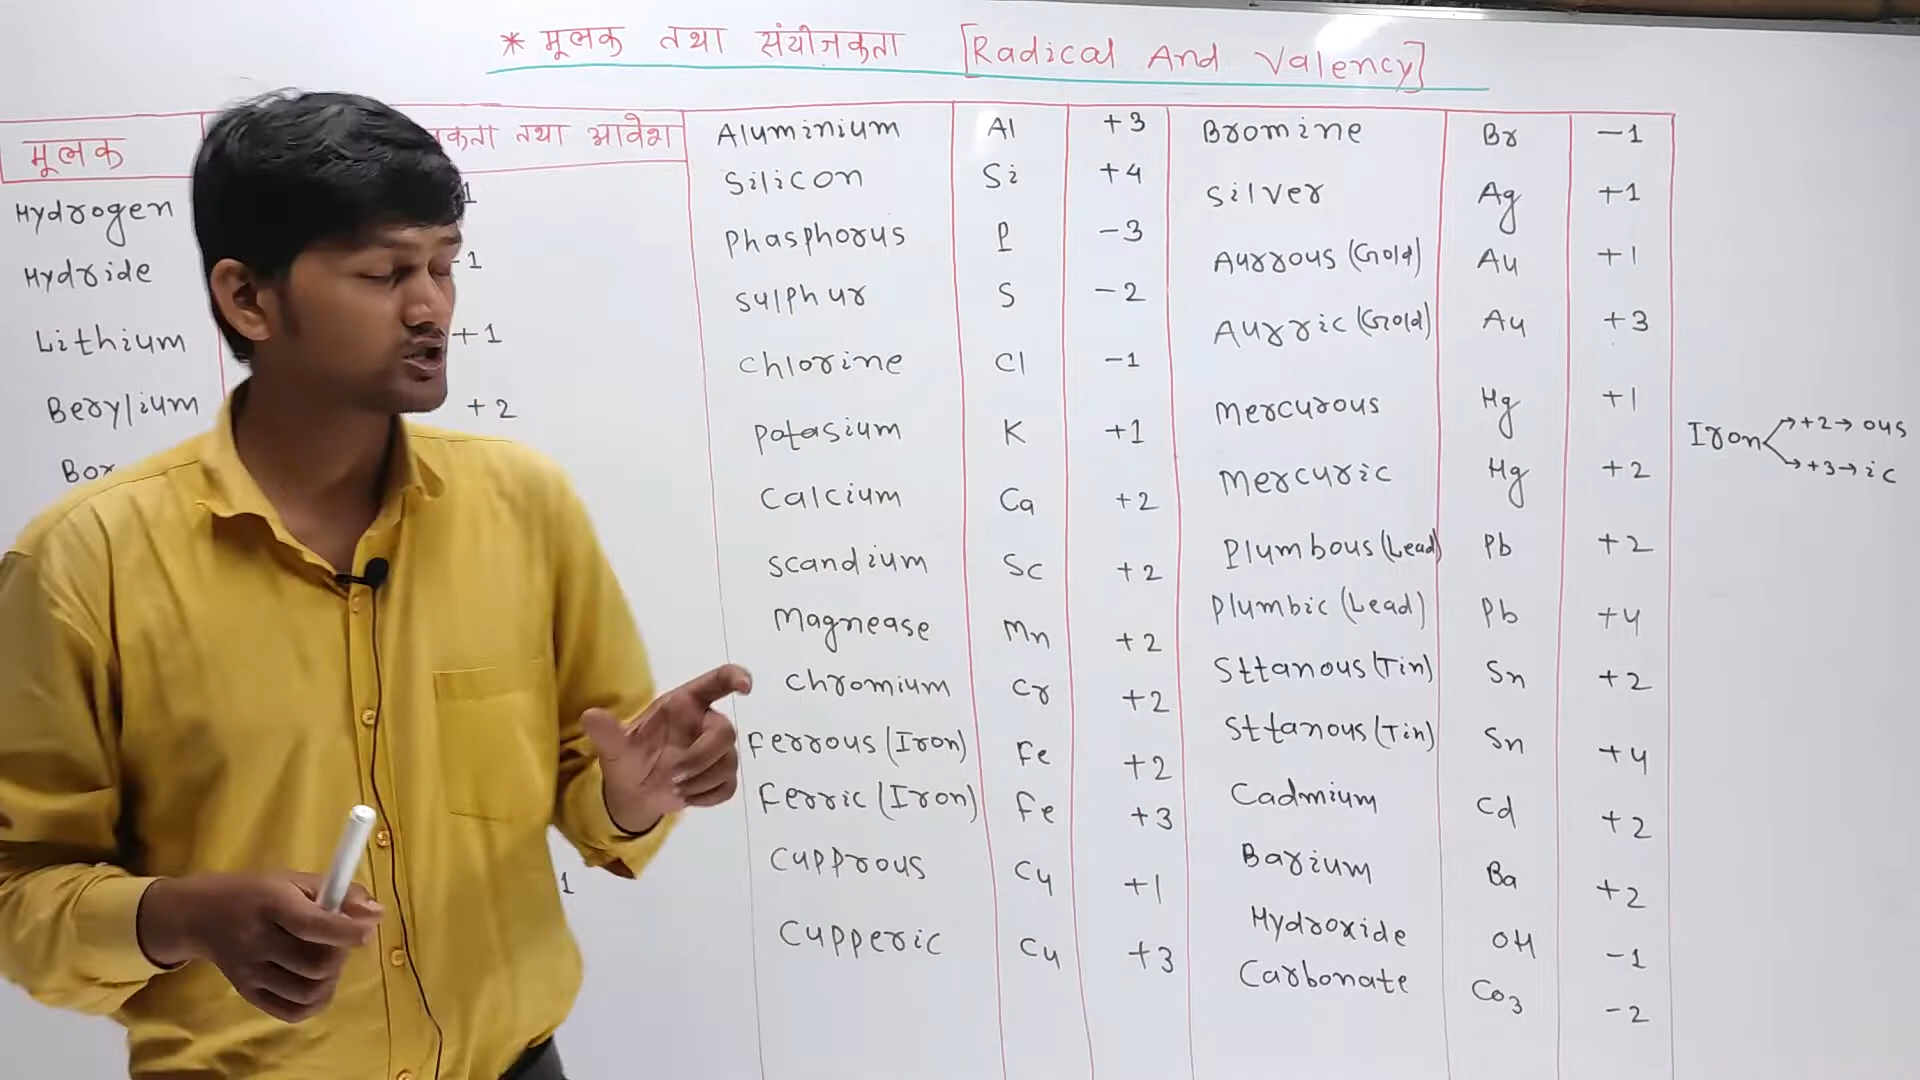 * मूलक तथा संयोजकता [Radical And Valency]
मूलक
कता तथा आवेश
Hydrogen 1
Hydride -1
Lithium +1
Berylium +2
Bor
1
Aluminium Al +3
Silicon Si +4
Phasphorus P -3
Sulphur S -2
Chlorine Cl -1
Potasium K +1
Calcium Ca +2
Scandium Sc +2
Magnease Mn +2
Chromium Cr +2
Ferrous (Iron) Fe +2
Ferric (Iron) Fe +3
Cupprous Cu +1
Cupperic Cu +3
Bromine Br -1
Silver Ag +1
Aurrous (Gold) Au +1
Aurric (Gold) Au +3
Mercurous Hg +1
Mercuric Hg +2
Plumbous (Lead) Pb +2
Plumbic (Lead) Pb +4
Sttanous (Tin) Sn +2
Sttanous (Tin) Sn +4
Cadmium Cd +2
Barium Ba +2
Hydroxide OH -1
Carbonate Co3 -2
Iron → +2 → ous
→ +3 → ic